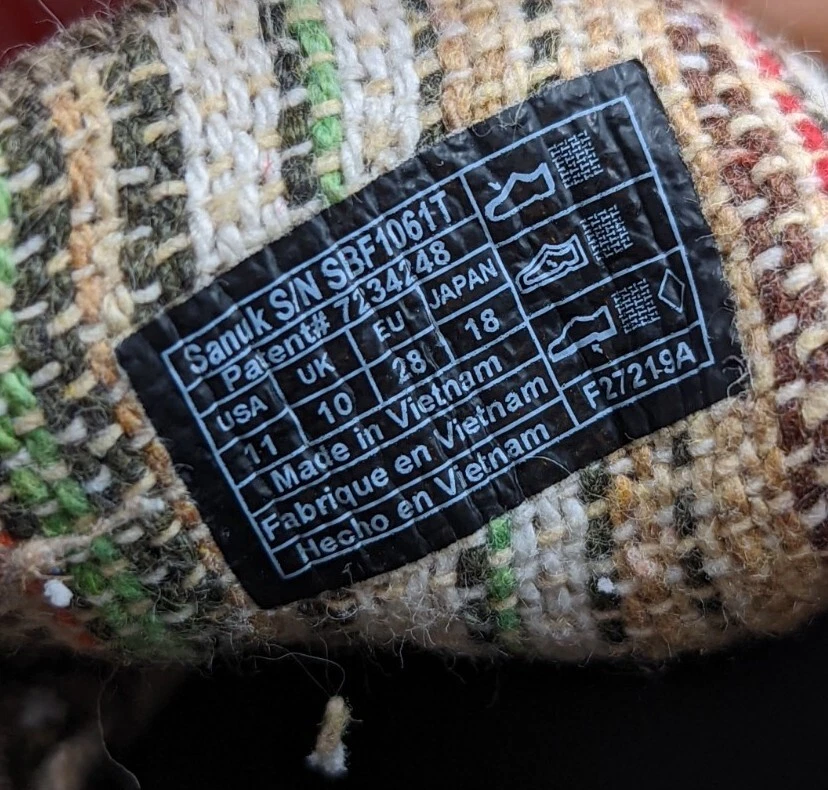 Sanuk S/N SBF1061T
Patent# 7234248
USA UK EU JAPAN
11 10 28 18
Made in Vietnam
Fabrique en Vietnam
Hecho en Vietnam
F27219A